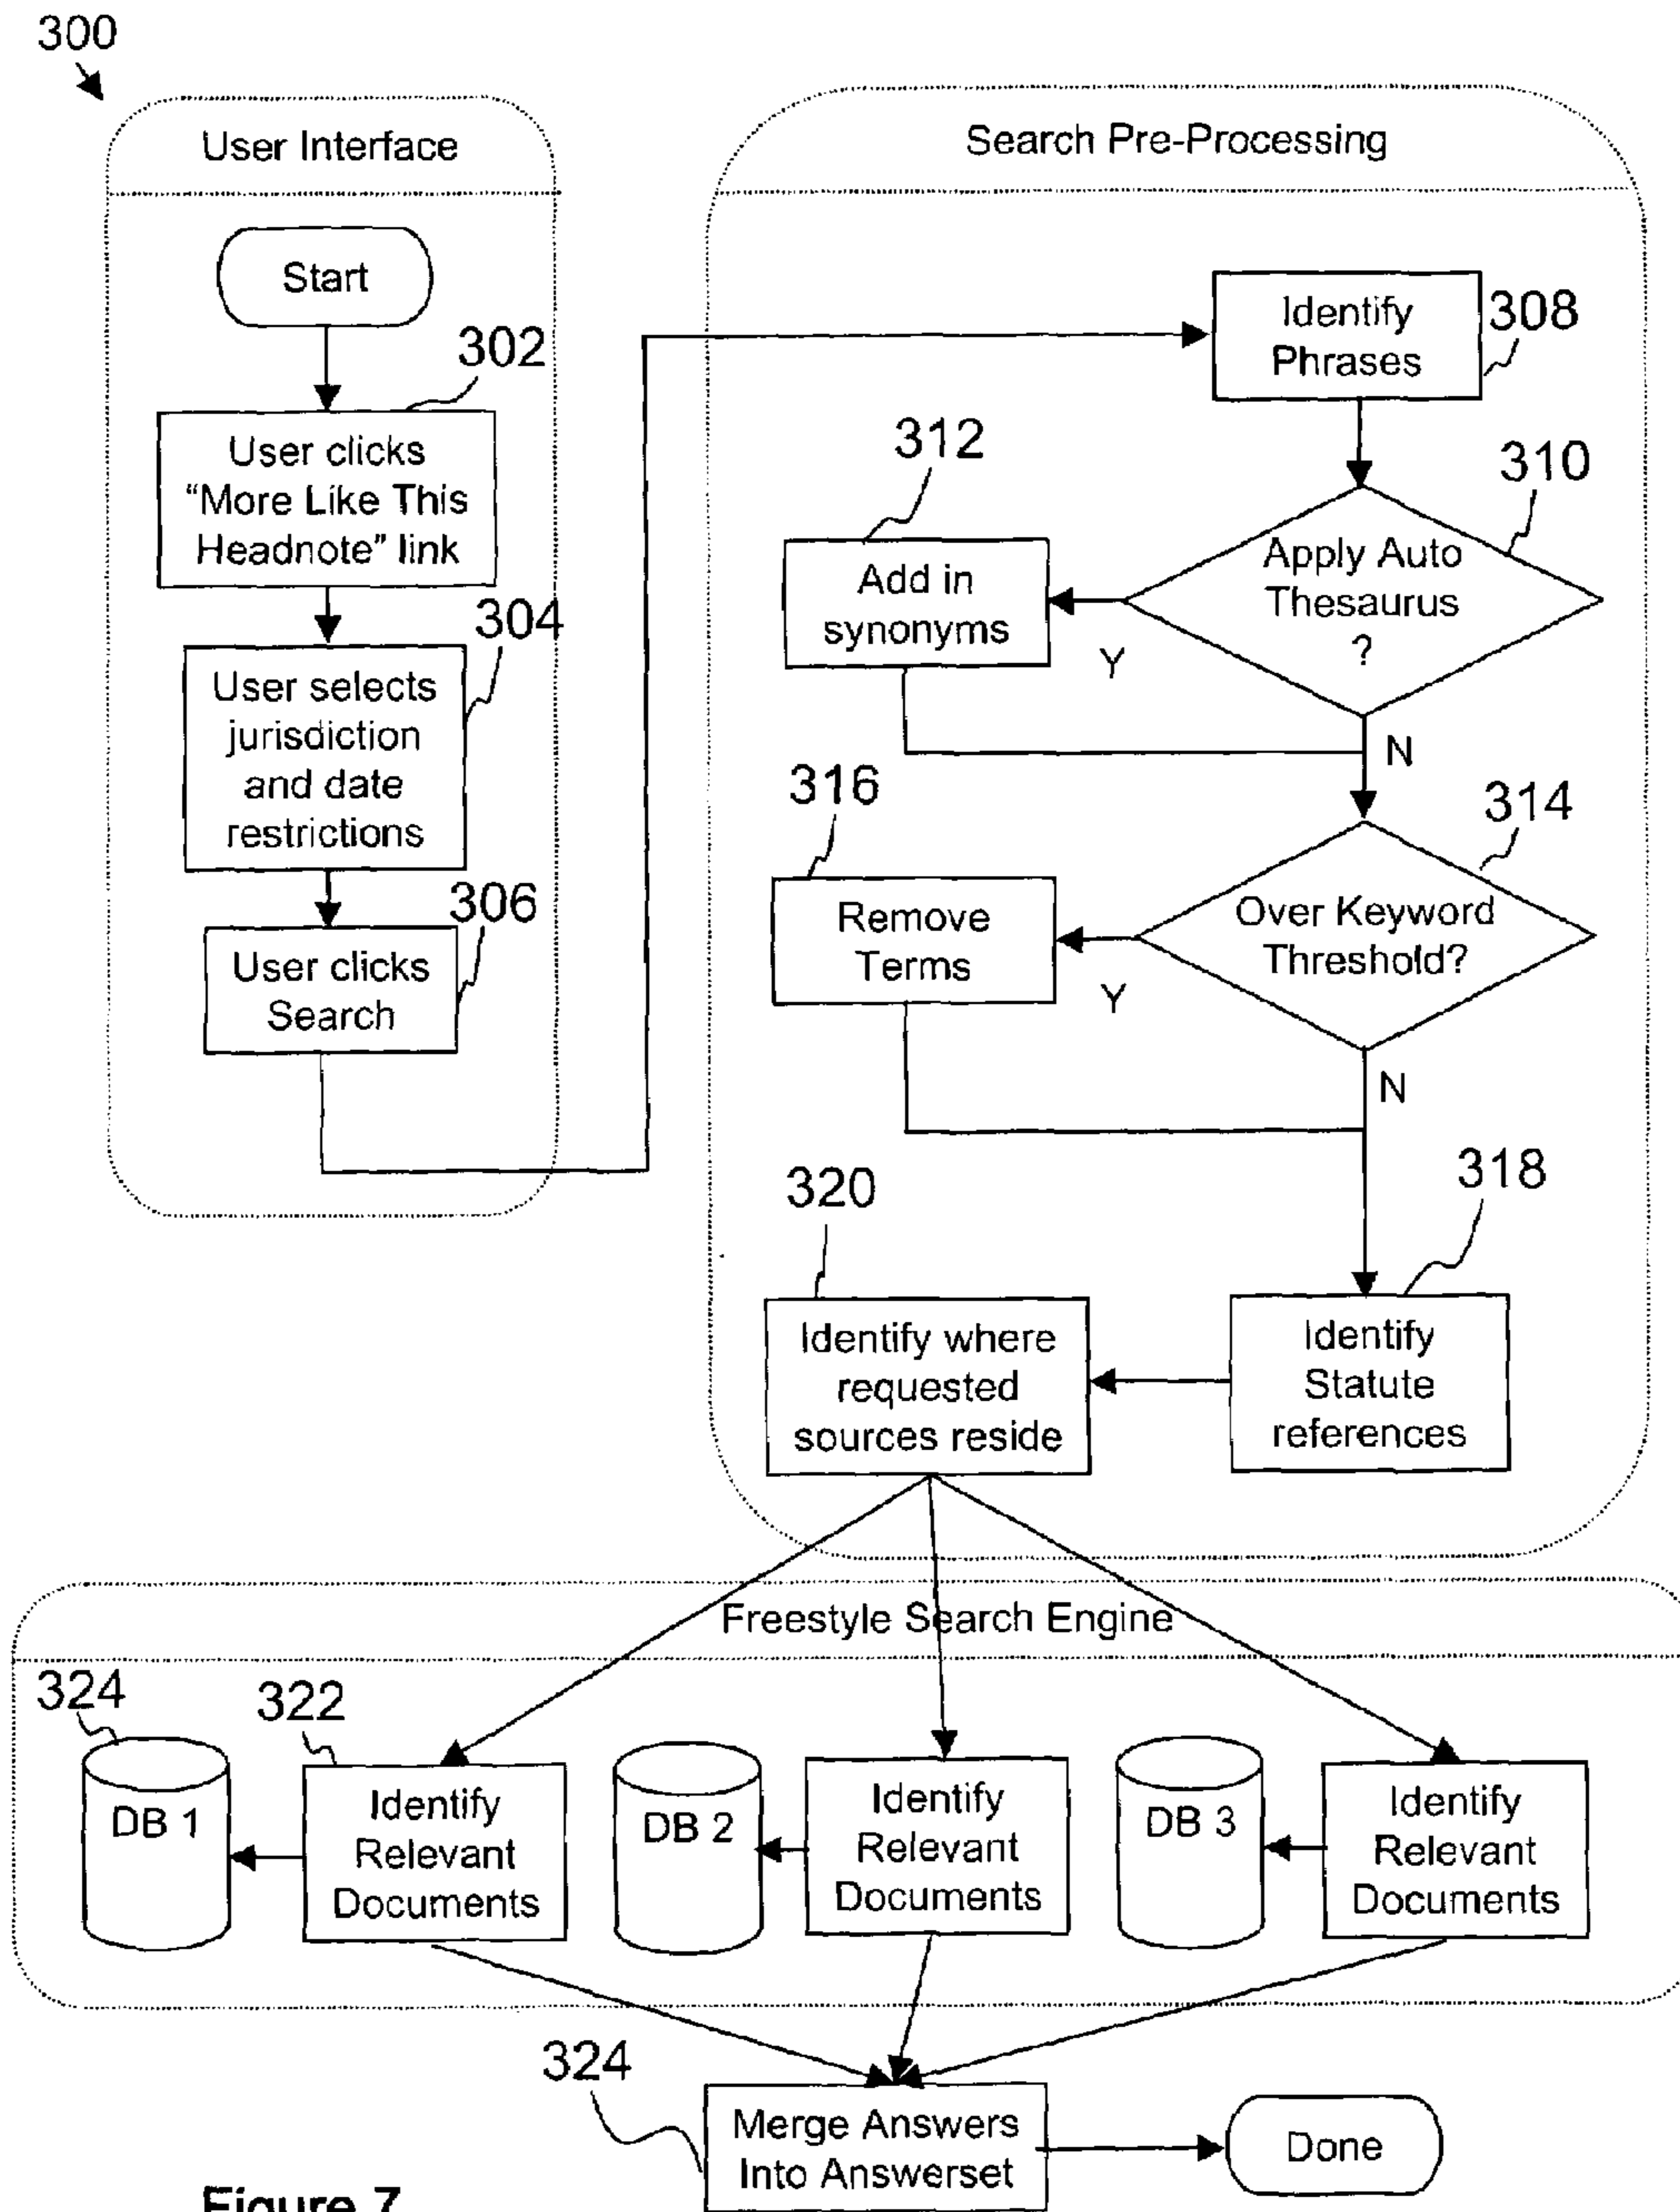 300
User Interface
Start
302
User clicks
“More Like This
Headnote” link
304
User selects
jurisdiction
and date
restrictions
306
User clicks
Search
Search Pre-Processing
Identify
Phrases
308
310
Apply Auto
Thesaurus
?
312
Add in
synonyms
Y
N
314
Over Keyword
Threshold?
316
Remove
Terms
Y
N
318
Identify
Statute
references
320
Identify where
requested
sources reside
Freestyle Search Engine
324
DB 1
322
Identify
Relevant
Documents
DB 2
Identify
Relevant
Documents
DB 3
Identify
Relevant
Documents
324
Merge Answers
Into Answerset
Done
Figure 7